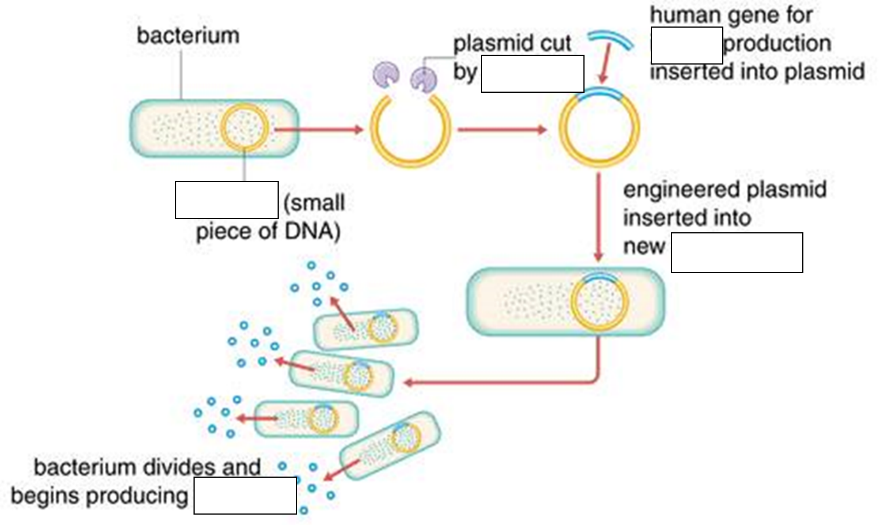 bacterium
plasmid cut
by
human gene for
production
inserted into plasmid
(small
piece of DNA)
engineered plasmid
inserted into
new
bacterium divides and
begins producing